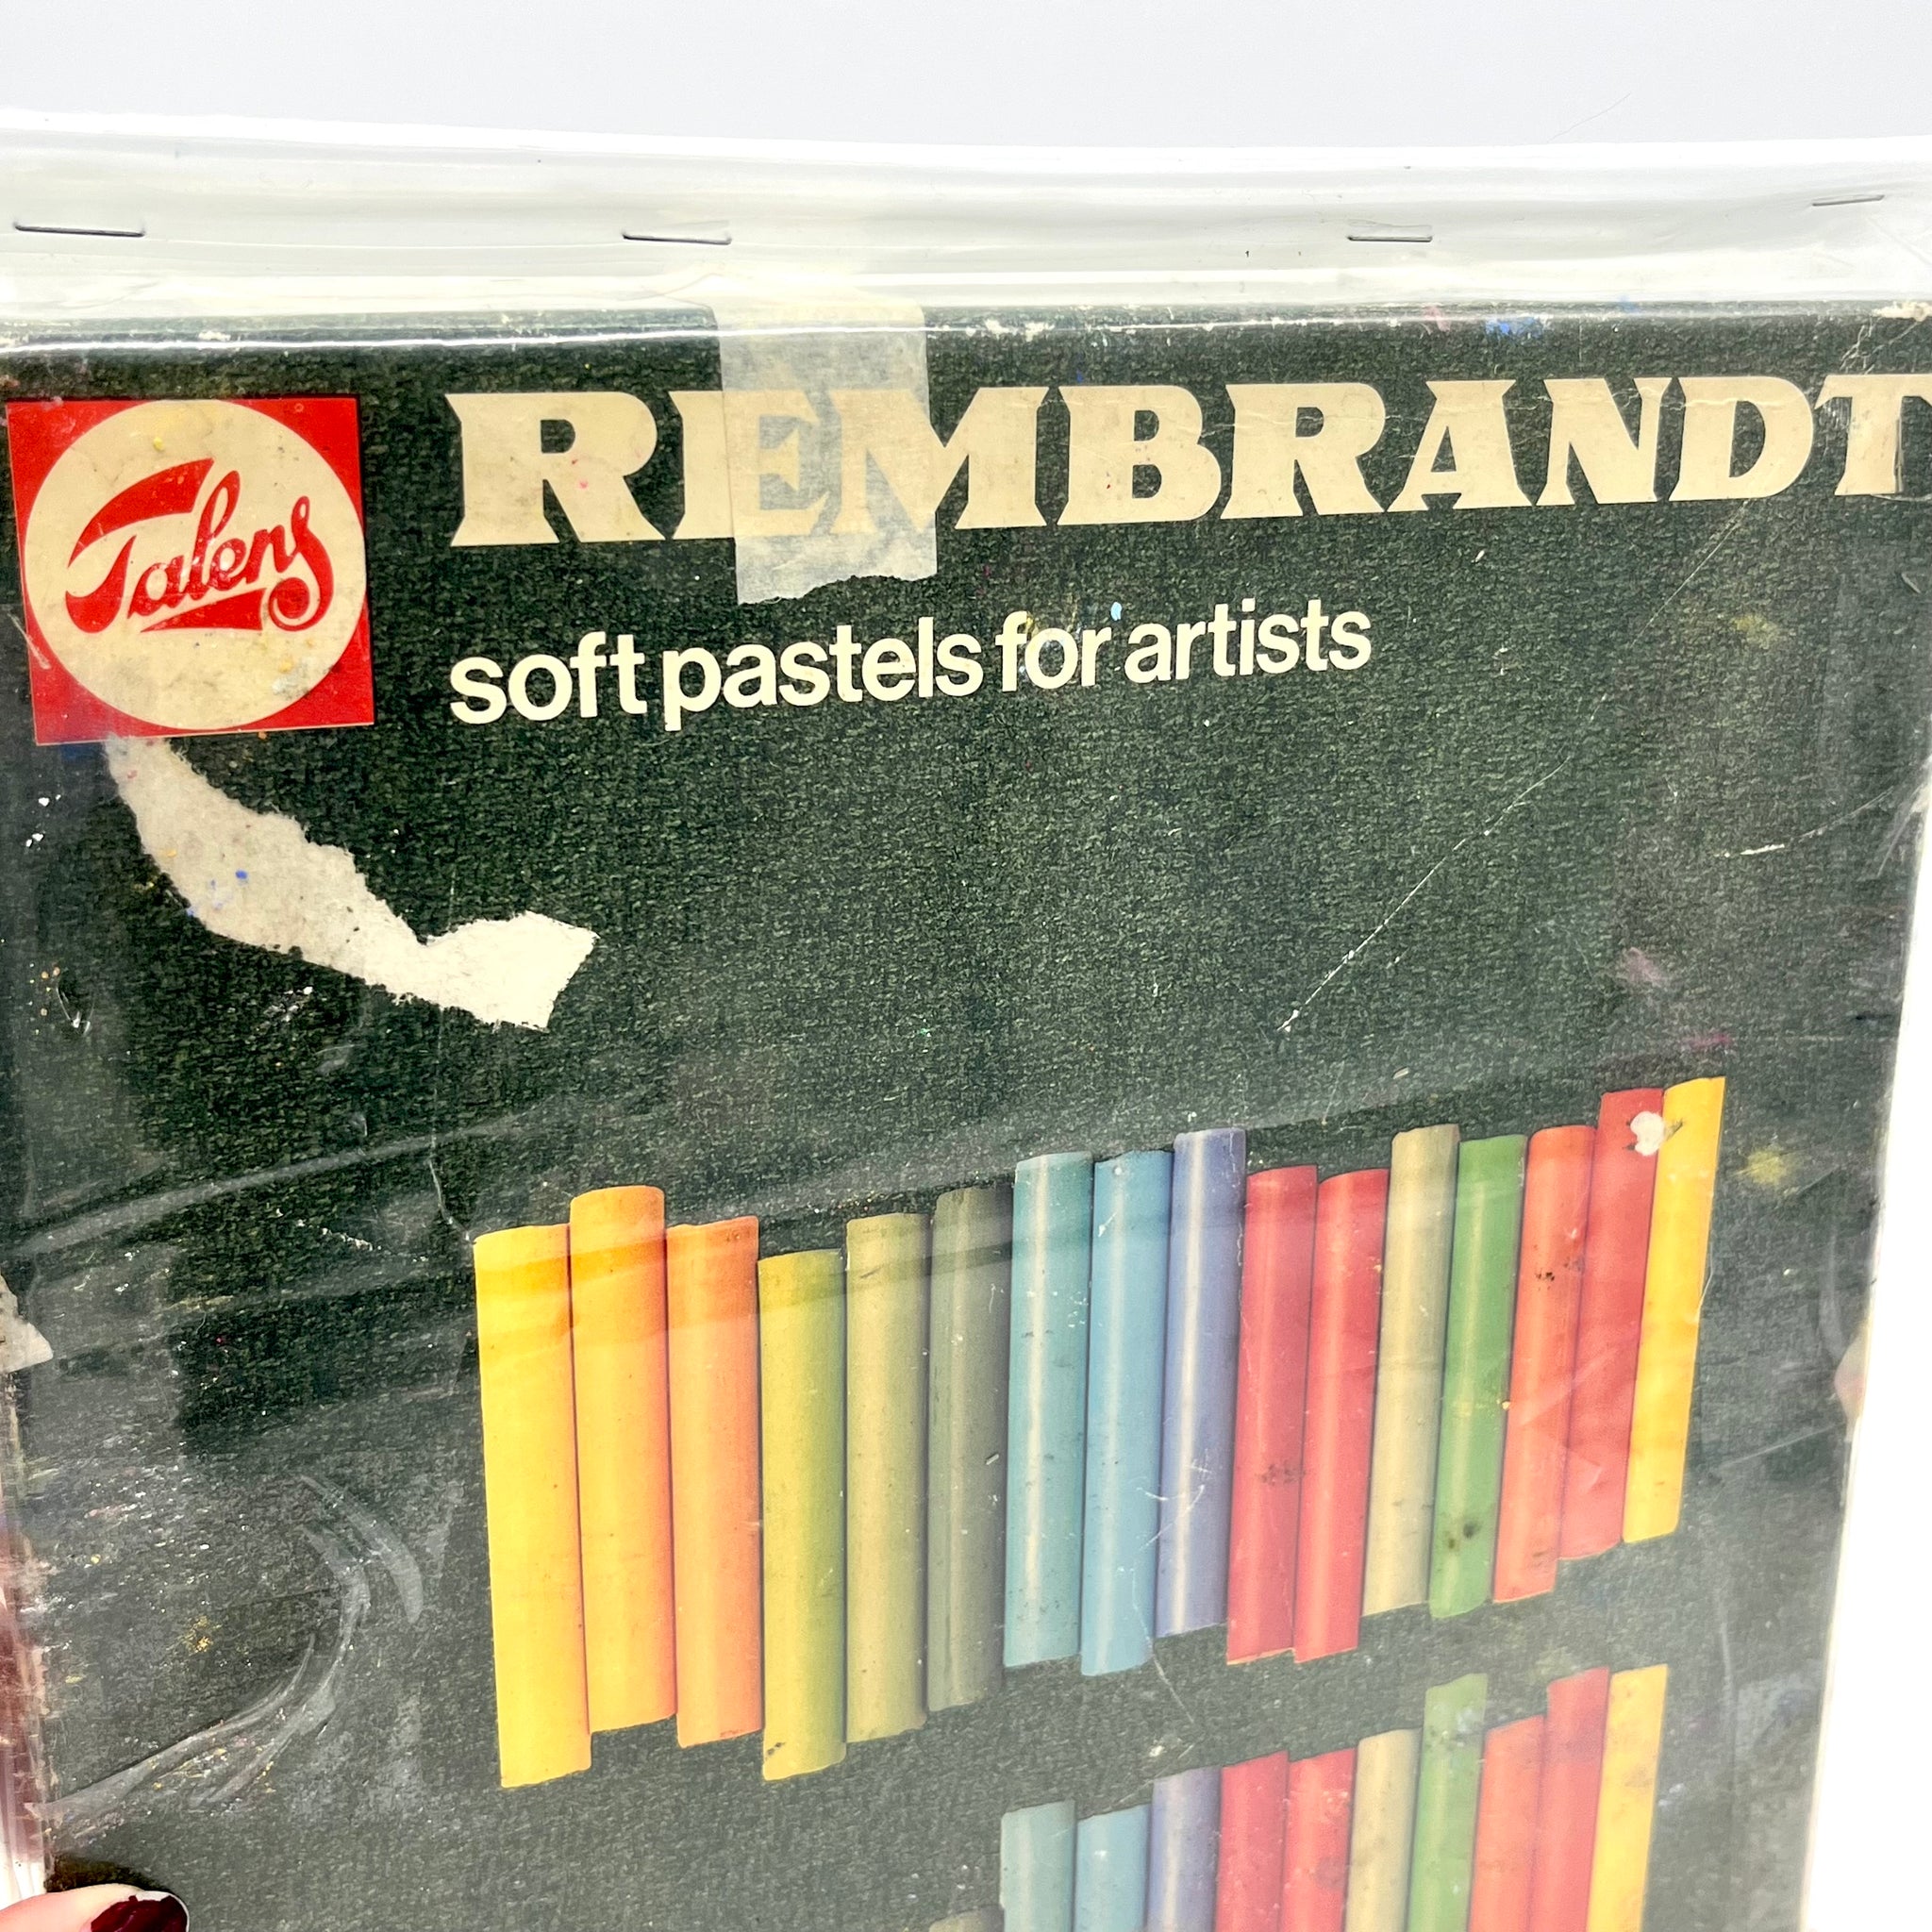 Talens
REMBRANDT
soft pastels for artists